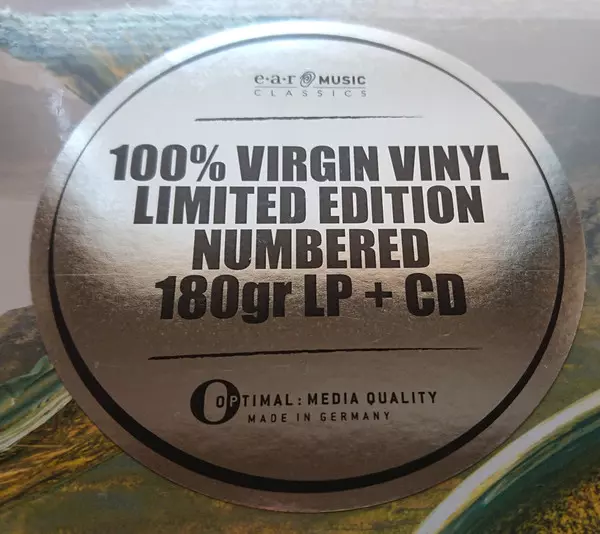 e·a·r MUSIC
CLASSICS
100% VIRGIN VINYL
LIMITED EDITION
NUMBERED
180gr LP + CD
OPTIMAL: MEDIA QUALITY
MADE IN GERMANY